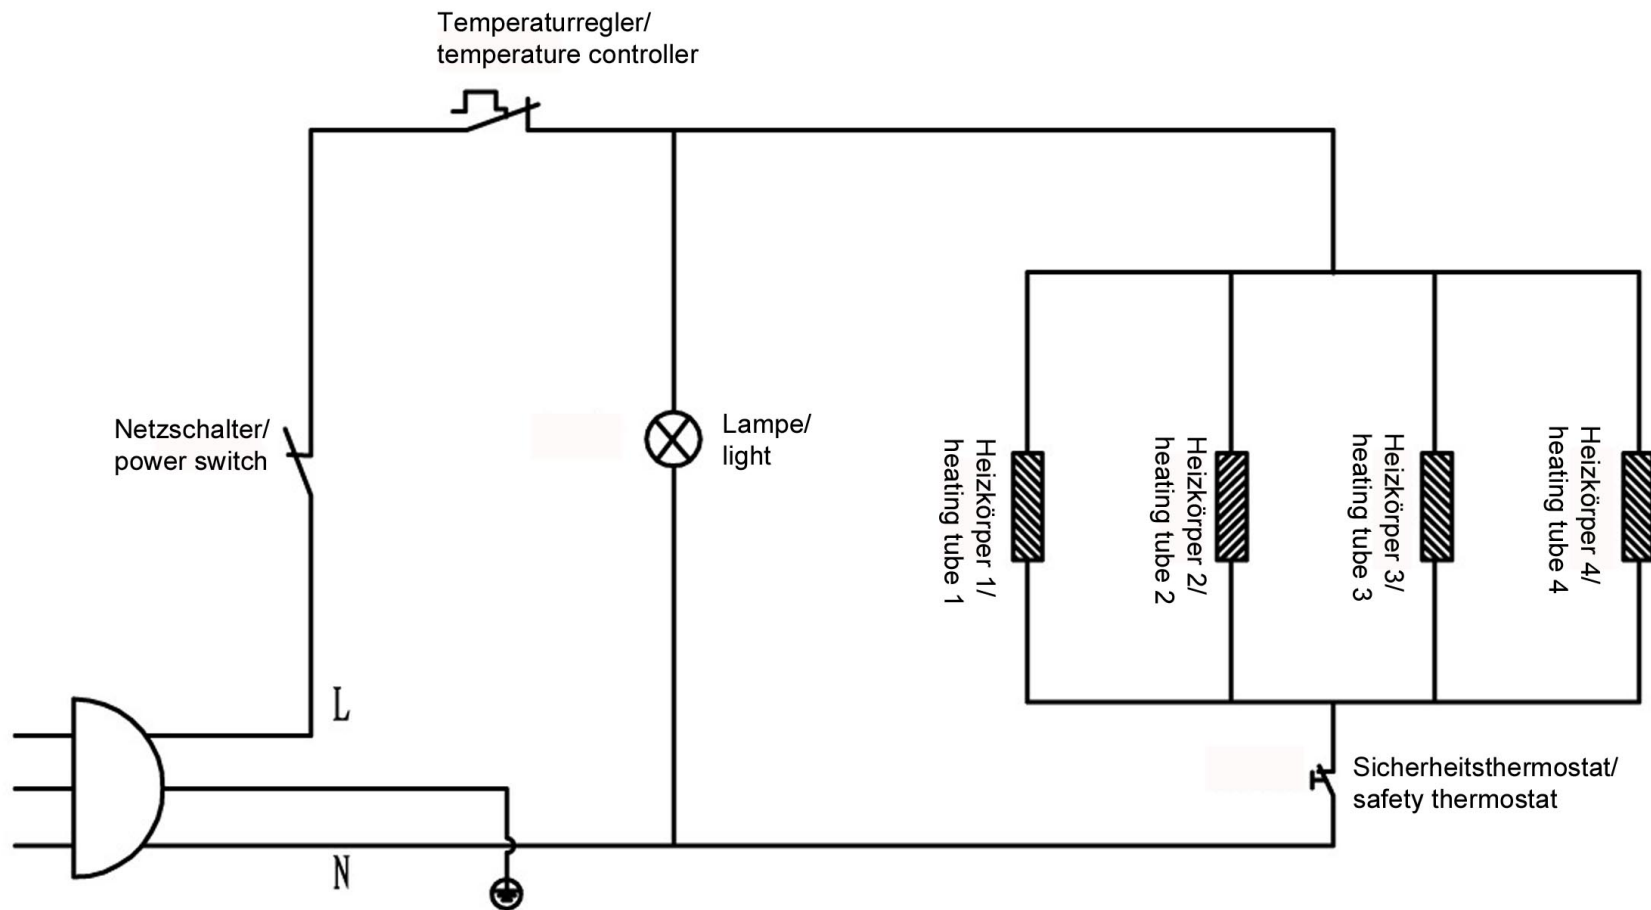 Temperaturregler/
temperature controller
Netzschalter/
power switch
Lampe/
light
Heizkörper 1/
heating tube 1
Heizkörper 2/
heating tube 2
Heizkörper 3/
heating tube 3
Heizkörper 4/
heating tube 4
L
Sicherheitsthermostat/
safety thermostat
N